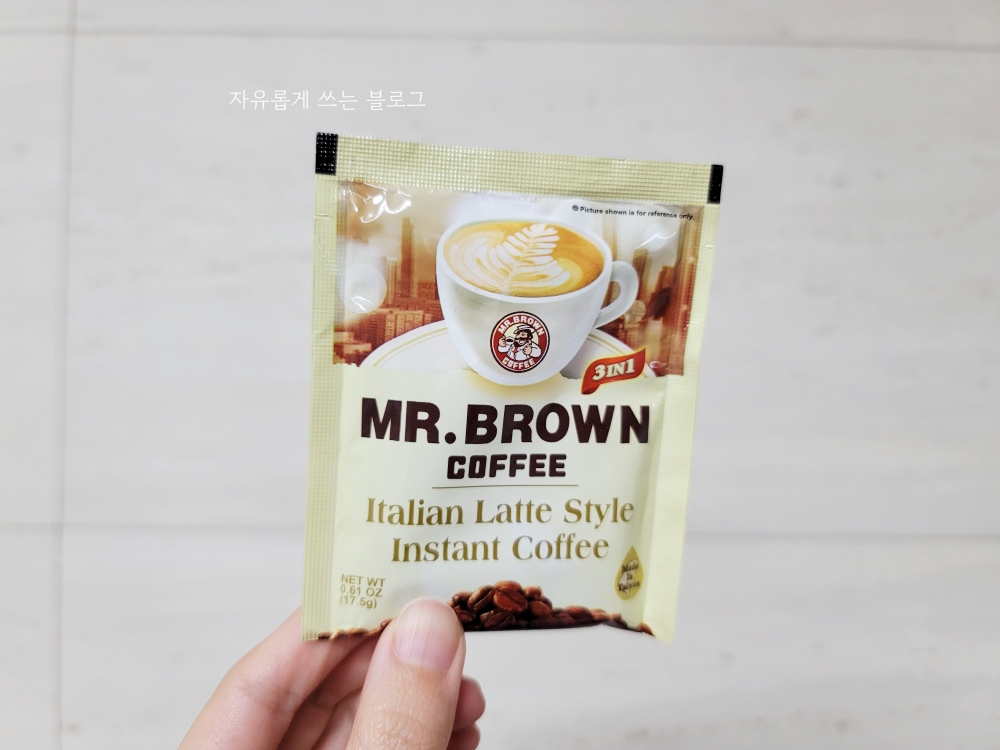 자유롭게 쓰는 블로그
Picture shown is for reference only.
MR.BROWN
COFFEE
3IN1
MR. BROWN
COFFEE
Italian Latte Style
Instant Coffee
NET WT
0.61 OZ
(17.5g)
Made
In
Taiwan